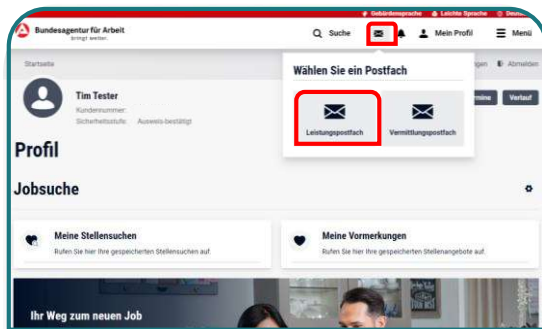 Gebärdensprache Leichte Sprache Deutsch
Bundesagentur für Arbeit
bringt weiter.
Suche Mein Profil Menü
Startseite
Abmelden
Wählen Sie ein Postfach
Leistungspostfach Vermittlungspostfach
Tim Tester
Kundennummer:
Sicherheitsstufe: Ausweis bestätigt
Verlauf
Profil
Jobsuche
Meine Stellensuchen
Rufen Sie hier Ihre gespeicherten Stellensuchen auf.
Meine Vormerkungen
Rufen Sie hier Ihre gespeicherten Stellenangebote auf.
Ihr Weg zum neuen Job